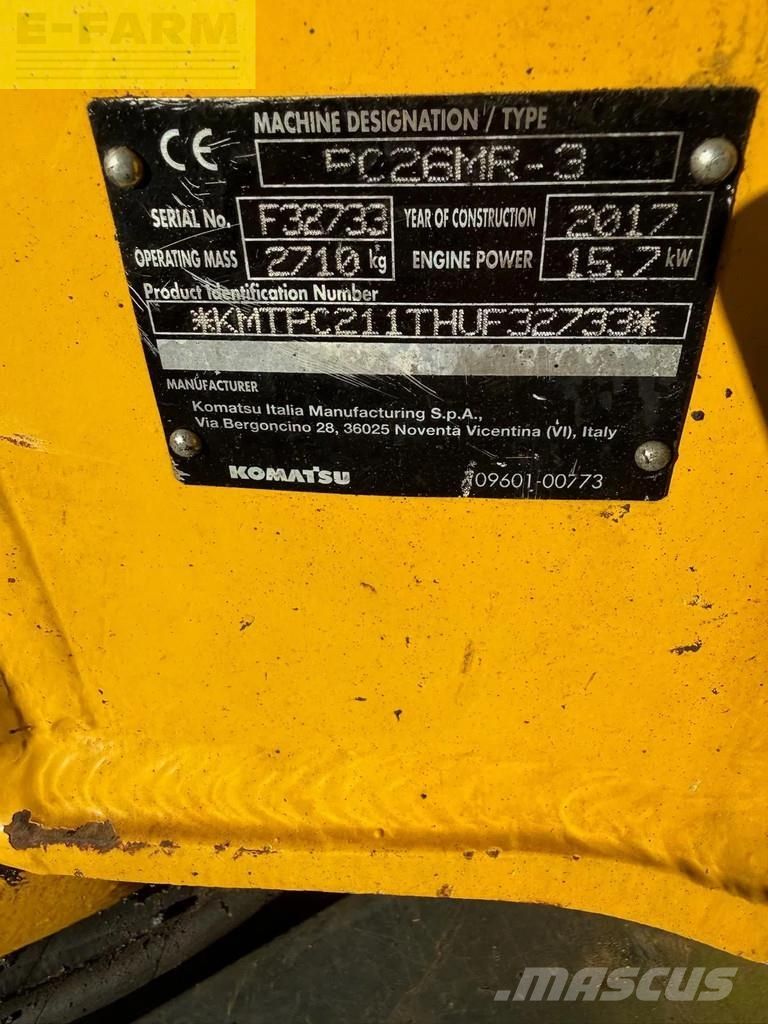 E-FARM
CE MACHINE DESIGNATION / TYPE
PC26MR-3
SERIAL No. F32733 YEAR OF CONSTRUCTION 2017
OPERATING MASS 2710 kg ENGINE POWER 15.7 kW
Product Identification Number
*KMTPC211THUF32733*
MANUFACTURER
Komatsu Italia Manufacturing S.p.A.,
Via Bergoncino 28, 36025 Noventa Vicentina (VI), Italy
KOMATSU 09601-00773
MASCUS